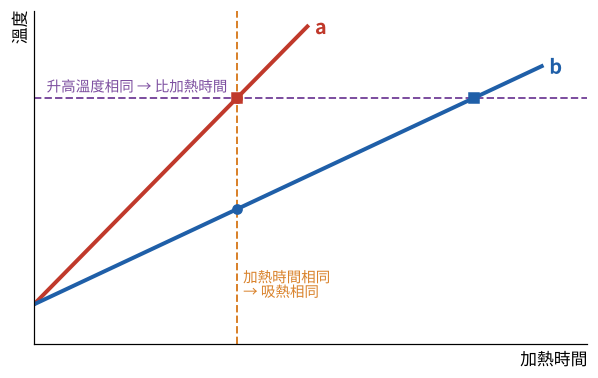 溫度
a
b
升高溫度相同 → 比加熱時間
加熱時間相同
→ 吸熱相同
加熱時間